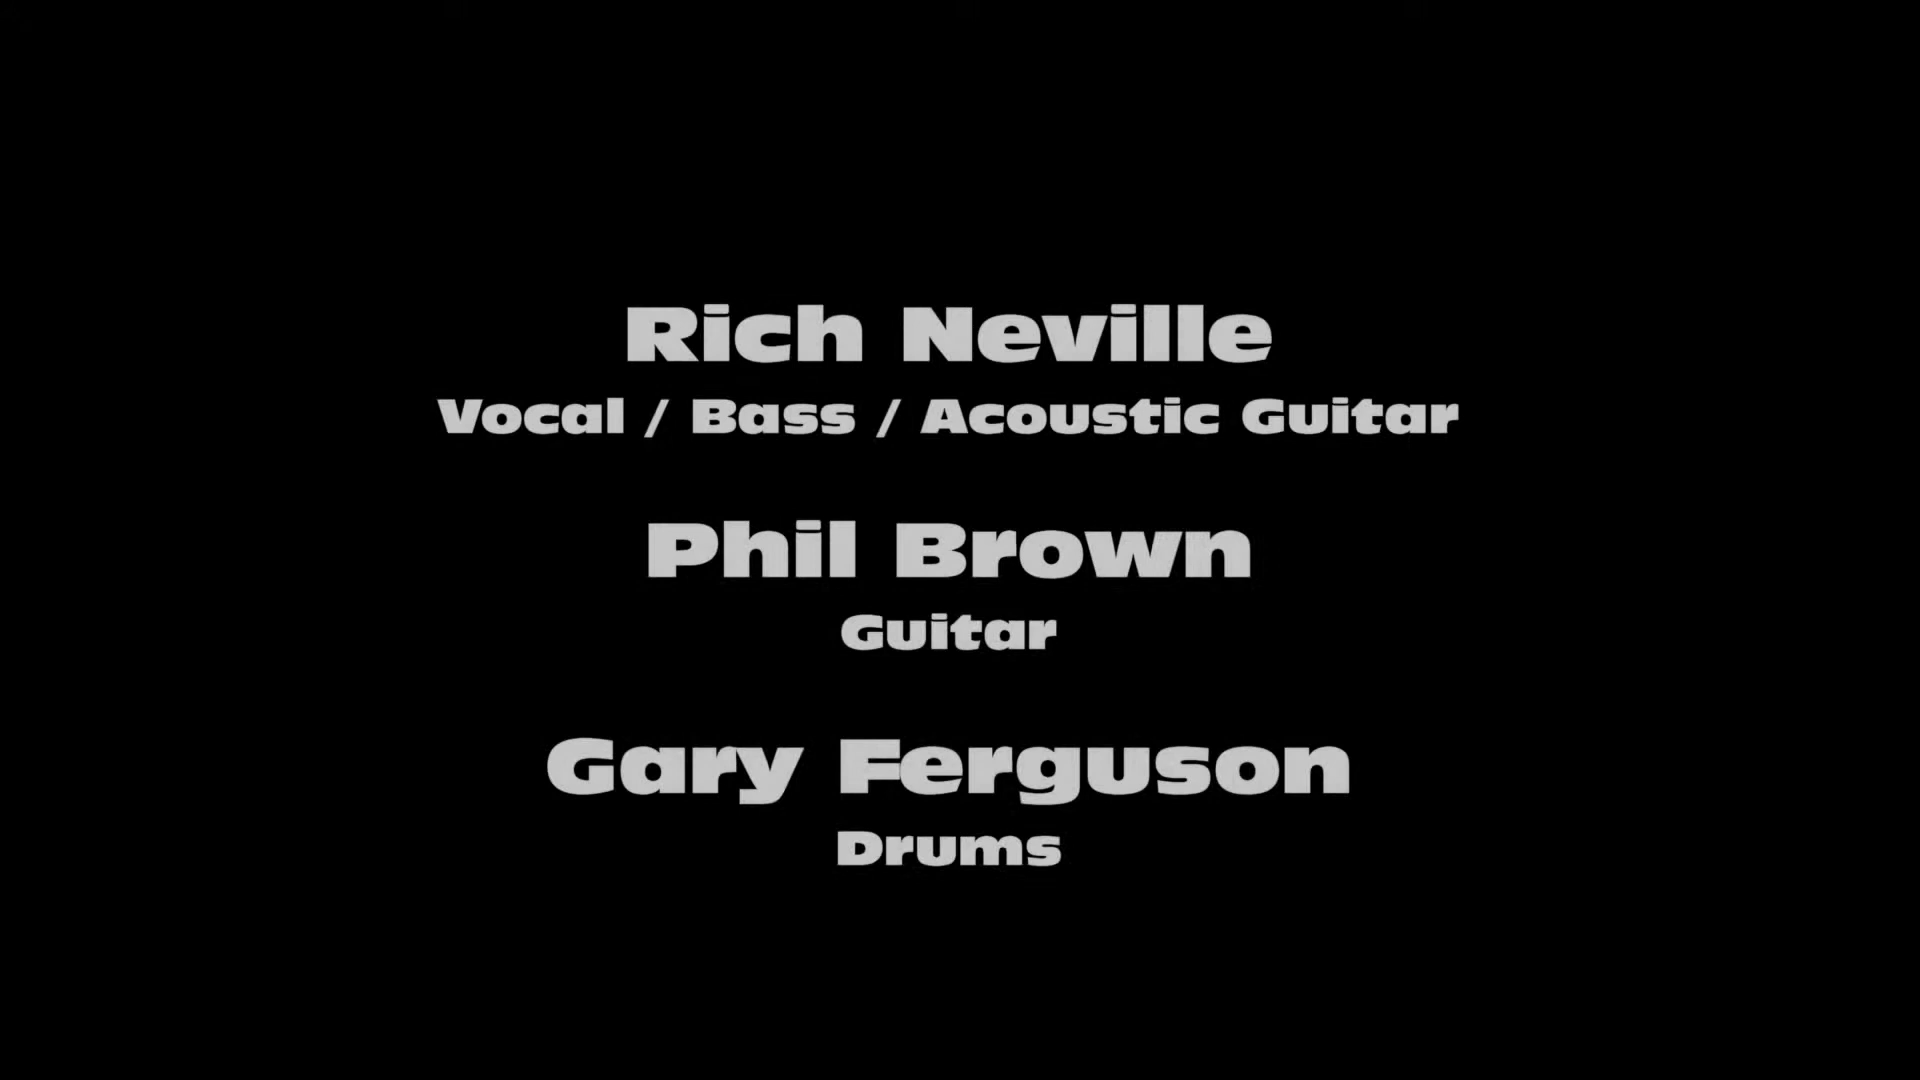 Rich Neville
Vocal / Bass / Acoustic Guitar
Phil Brown
Guitar
Gary Ferguson
Drums